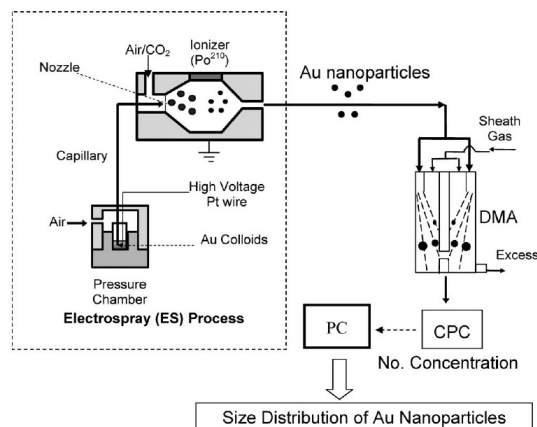 Air/CO2
Ionizer
(Po210)
Nozzle
Au nanoparticles
Sheath
Gas
Capillary
High Voltage
Pt wire
DMA
Air
Au Colloids
Excess
Pressure
Chamber
Electrospray (ES) Process
PC
CPC
No. Concentration
Size Distribution of Au Nanoparticles